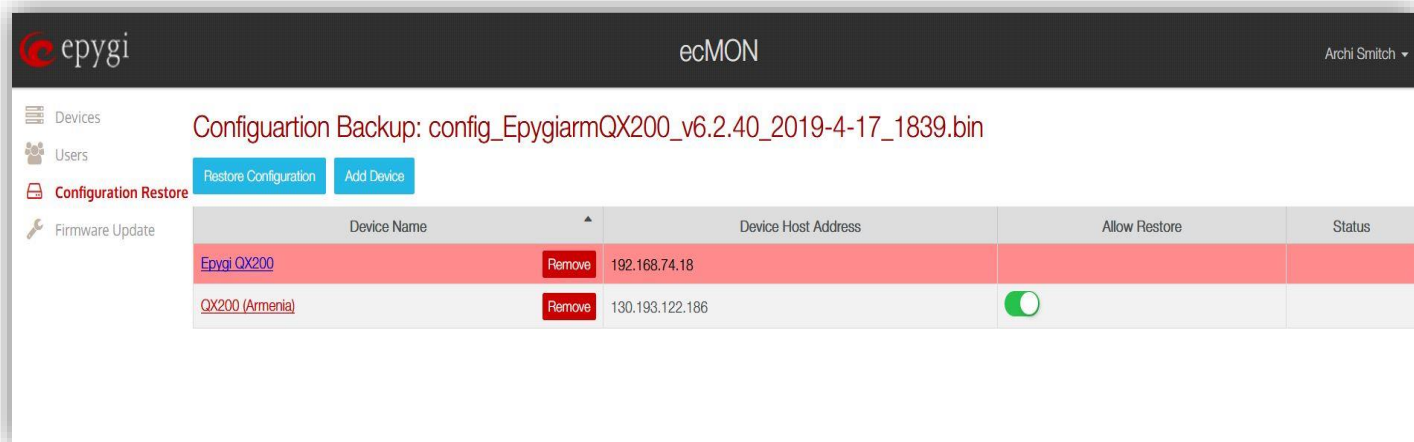 epygi
ecMON
Archi Smitch
Devices
Users
Configuration Restore
Firmware Update
Configuartion Backup: config_EpygiarmQX200_v6.2.40_2019-4-17_1839.bin
Restore Configuration Add Device
Device Name Device Host Address Allow Restore Status
Epygi QX200 Remove 192.168.74.18
QX200 (Armenia) Remove 130.193.122.186